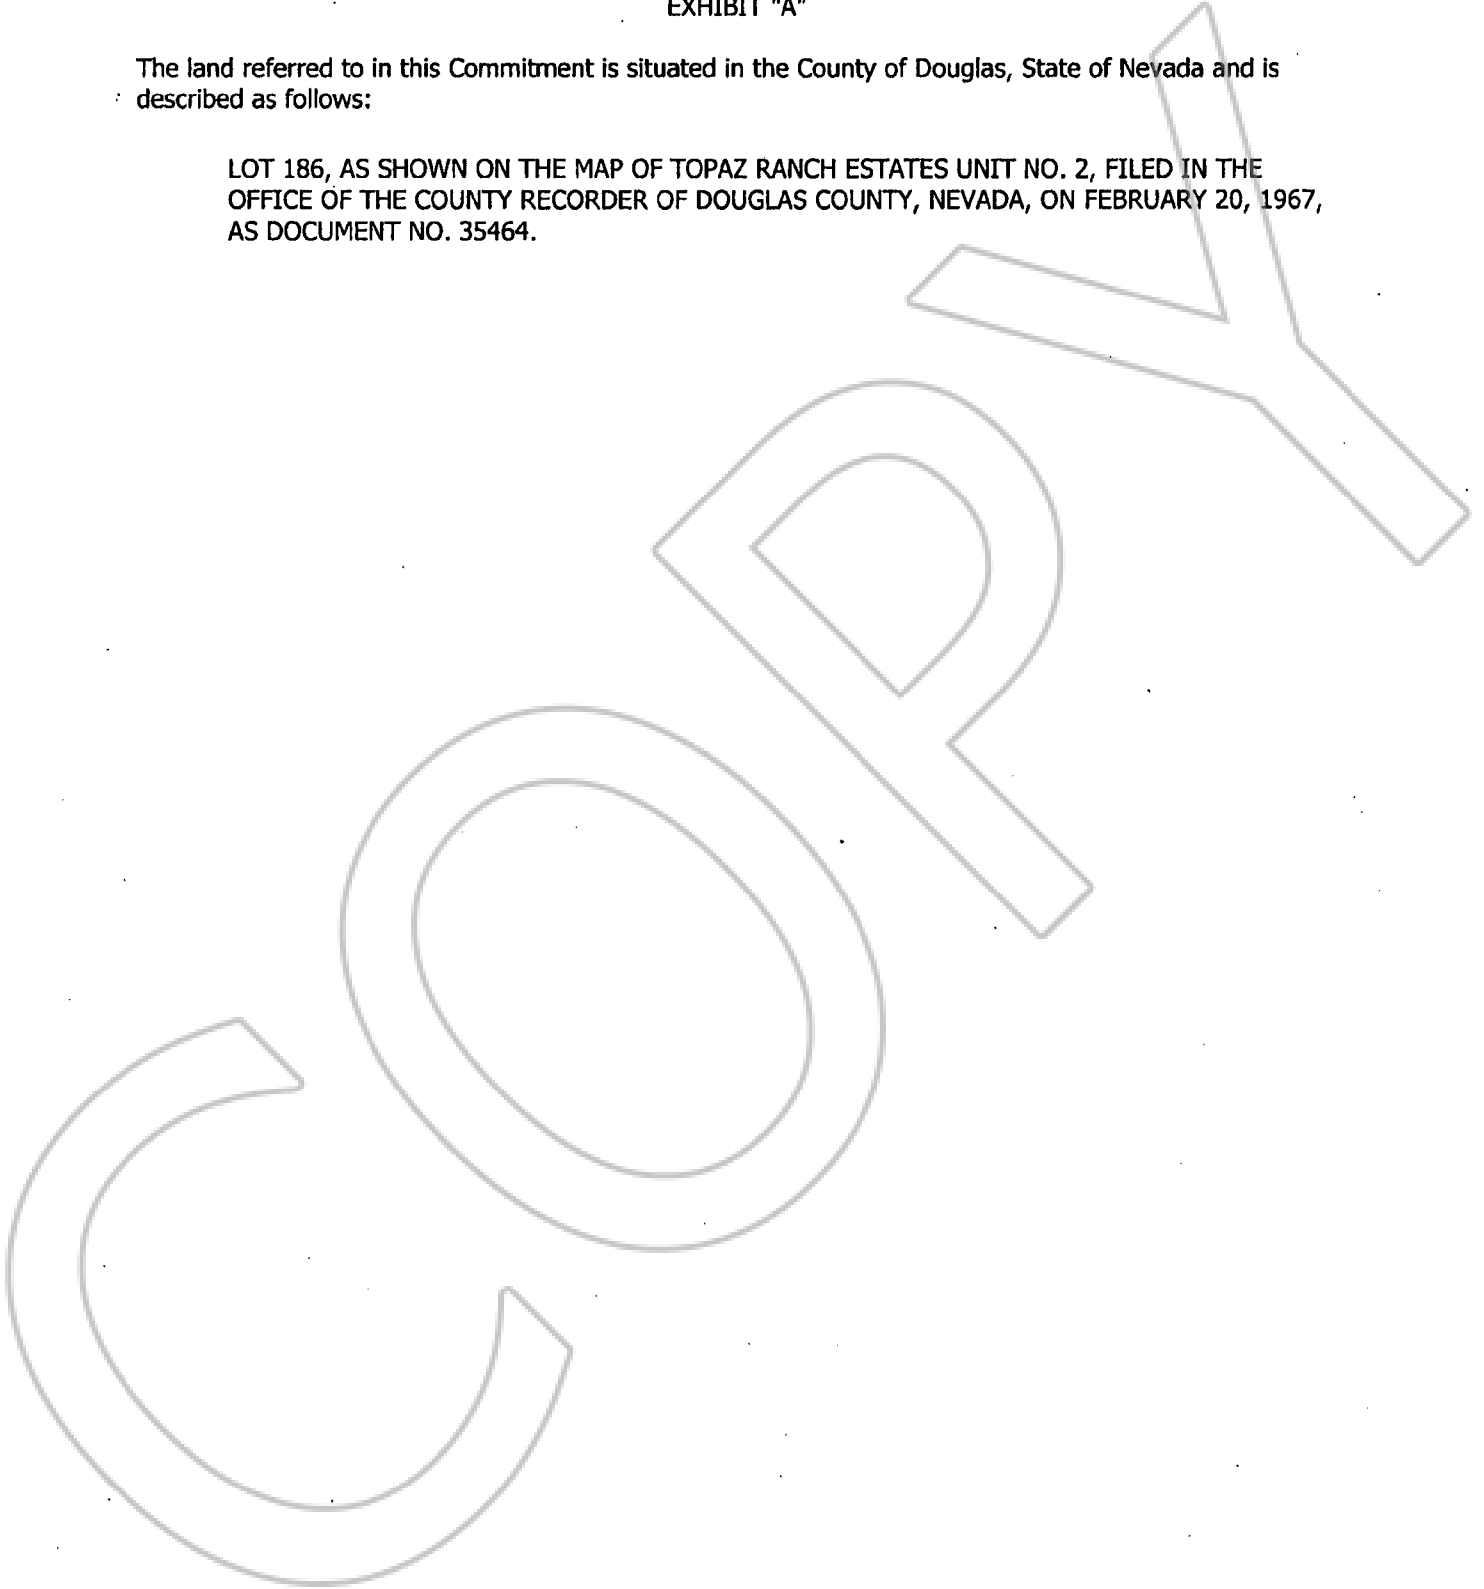 EXHIBIT "A"
The land referred to in this Commitment is situated in the County of Douglas, State of Nevada and is
described as follows:
LOT 186, AS SHOWN ON THE MAP OF TOPAZ RANCH ESTATES UNIT NO. 2, FILED IN THE
OFFICE OF THE COUNTY RECORDER OF DOUGLAS COUNTY, NEVADA, ON FEBRUARY 20, 1967,
AS DOCUMENT NO. 35464.
COPY